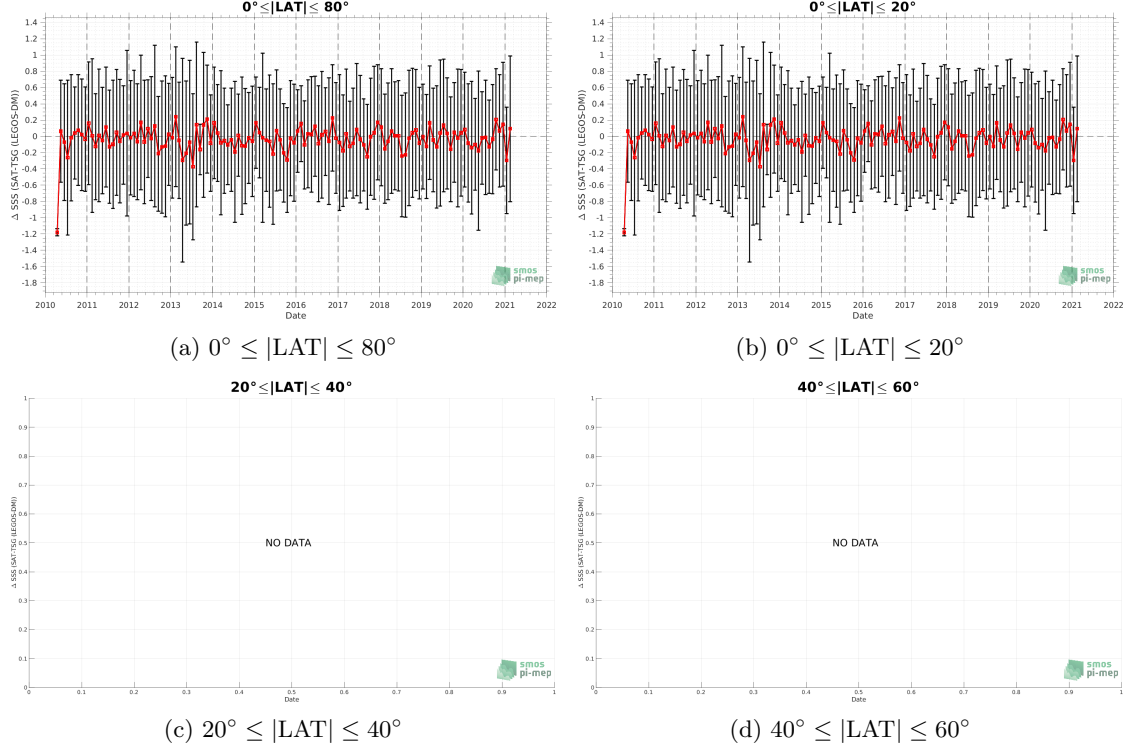 0°≤|LAT|≤ 80°
Δ SSS (SAT-TSG (LEGOS-DM))
1.4
1.2
1
0.8
0.6
0.4
0.2
0
-0.2
-0.4
-0.6
-0.8
-1
-1.2
-1.4
-1.6
-1.8
2010 2011 2012 2013 2014 2015 2016 2017 2018 2019 2020 2021 2022
Date
smos
pi-mep
(a) 0° ≤ |LAT| ≤ 80°
0°≤|LAT|≤ 20°
Δ SSS (SAT-TSG (LEGOS-DM))
1.4
1.2
1
0.8
0.6
0.4
0.2
0
-0.2
-0.4
-0.6
-0.8
-1
-1.2
-1.4
-1.6
-1.8
2010 2011 2012 2013 2014 2015 2016 2017 2018 2019 2020 2021 2022
Date
smos
pi-mep
(b) 0° ≤ |LAT| ≤ 20°
20°≤|LAT|≤ 40°
Δ SSS (SAT-TSG (LEGOS-DM))
1
0.9
0.8
0.7
0.6
0.5
0.4
0.3
0.2
0.1
0
NO DATA
0 0.1 0.2 0.3 0.4 0.5 0.6 0.7 0.8 0.9 1
Date
smos
pi-mep
(c) 20° ≤ |LAT| ≤ 40°
40°≤|LAT|≤ 60°
Δ SSS (SAT-TSG (LEGOS-DM))
1
0.9
0.8
0.7
0.6
0.5
0.4
0.3
0.2
0.1
0
NO DATA
0 0.1 0.2 0.3 0.4 0.5 0.6 0.7 0.8 0.9 1
Date
smos
pi-mep
(d) 40° ≤ |LAT| ≤ 60°